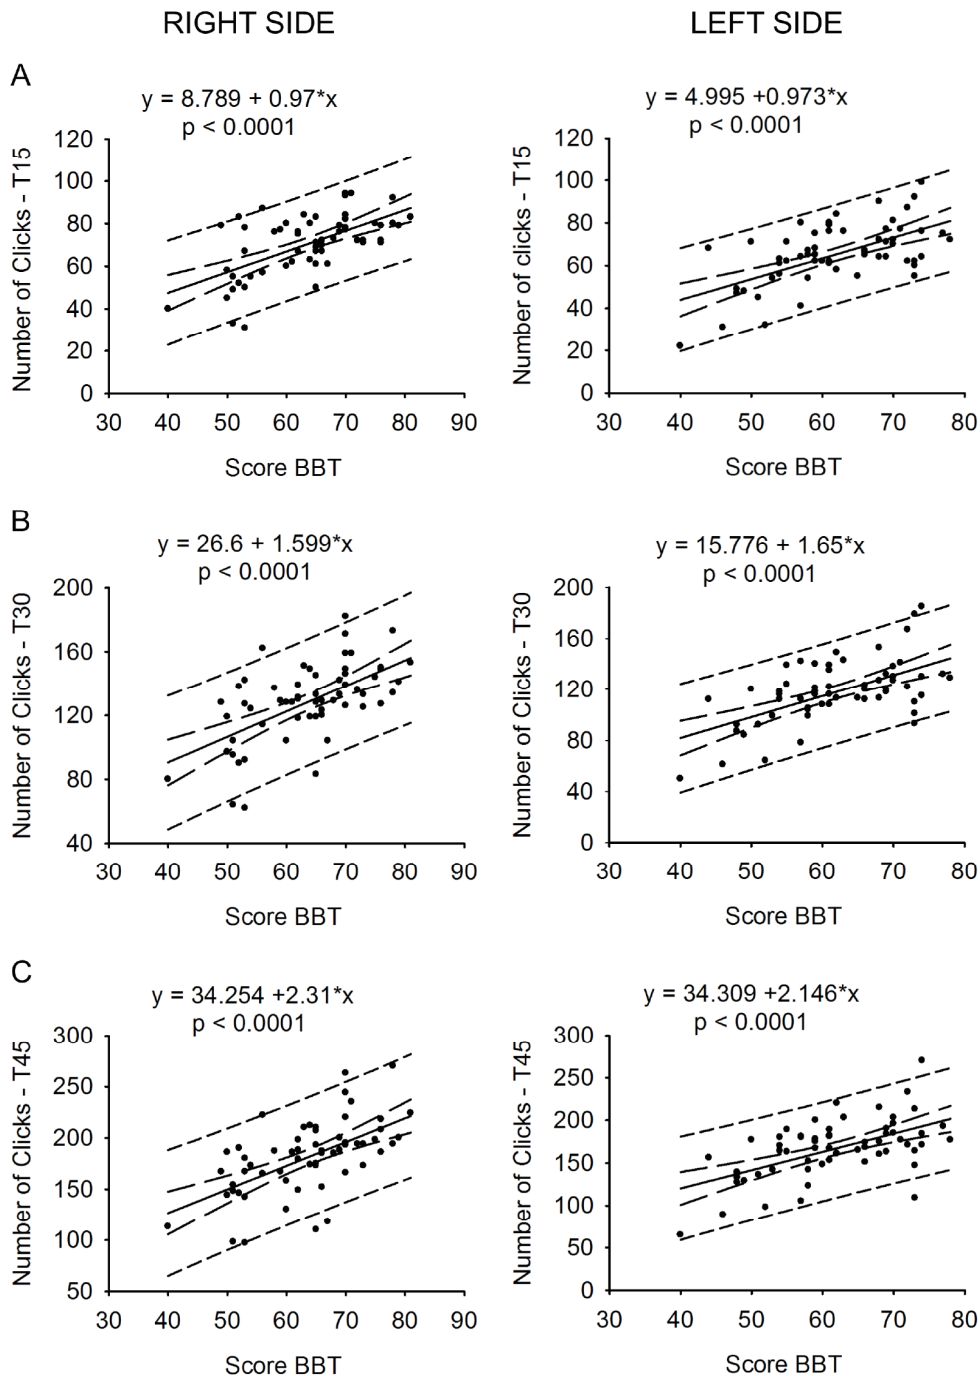 RIGHT SIDE
LEFT SIDE
A
y = 8.789 + 0.97*x
p < 0.0001
Number of Clicks - T15
120
100
80
60
40
20
0
30 40 50 60 70 80 90
Score BBT
y = 4.995 +0.973*x
p < 0.0001
Number of clicks - T15
120
100
80
60
40
20
0
30 40 50 60 70 80
Score BBT
B
y = 26.6 + 1.599*x
p < 0.0001
Number of Clicks - T30
200
160
120
80
40
30 40 50 60 70 80 90
Score BBT
y = 15.776 + 1.65*x
p < 0.0001
Number of Clicks - T30
200
160
120
80
40
0
30 40 50 60 70 80
Score BBT
C
y = 34.254 +2.31*x
p < 0.0001
Number of Clicks - T45
300
250
200
150
100
50
30 40 50 60 70 80 90
Score BBT
y = 34.309 +2.146*x
p < 0.0001
Number of Clicks - T45
300
250
200
150
100
50
0
30 40 50 60 70 80
Score BBT